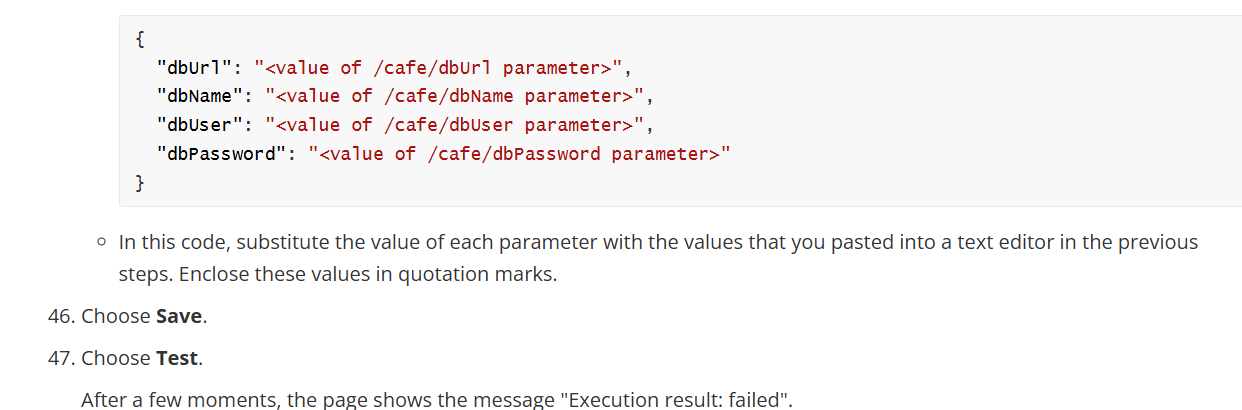 {
"dbUrl": "<value of /cafe/dbUrl parameter>",
"dbName": "<value of /cafe/dbName parameter>",
"dbUser": "<value of /cafe/dbUser parameter>",
"dbPassword": "<value of /cafe/dbPassword parameter>"
}
In this code, substitute the value of each parameter with the values that you pasted into a text editor in the previous
steps. Enclose these values in quotation marks.
46. Choose Save.
47. Choose Test.
After a few moments, the page shows the message "Execution result: failed".